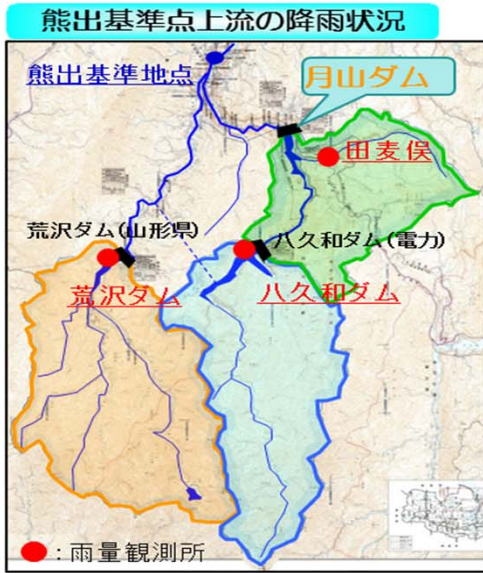 熊出基準点上流の降雨状況
熊出基準地点
月山ダム
田麦俣
荒沢ダム(山形県)
八久和ダム(電力)
荒沢ダム
八久和ダム
:雨量観測所